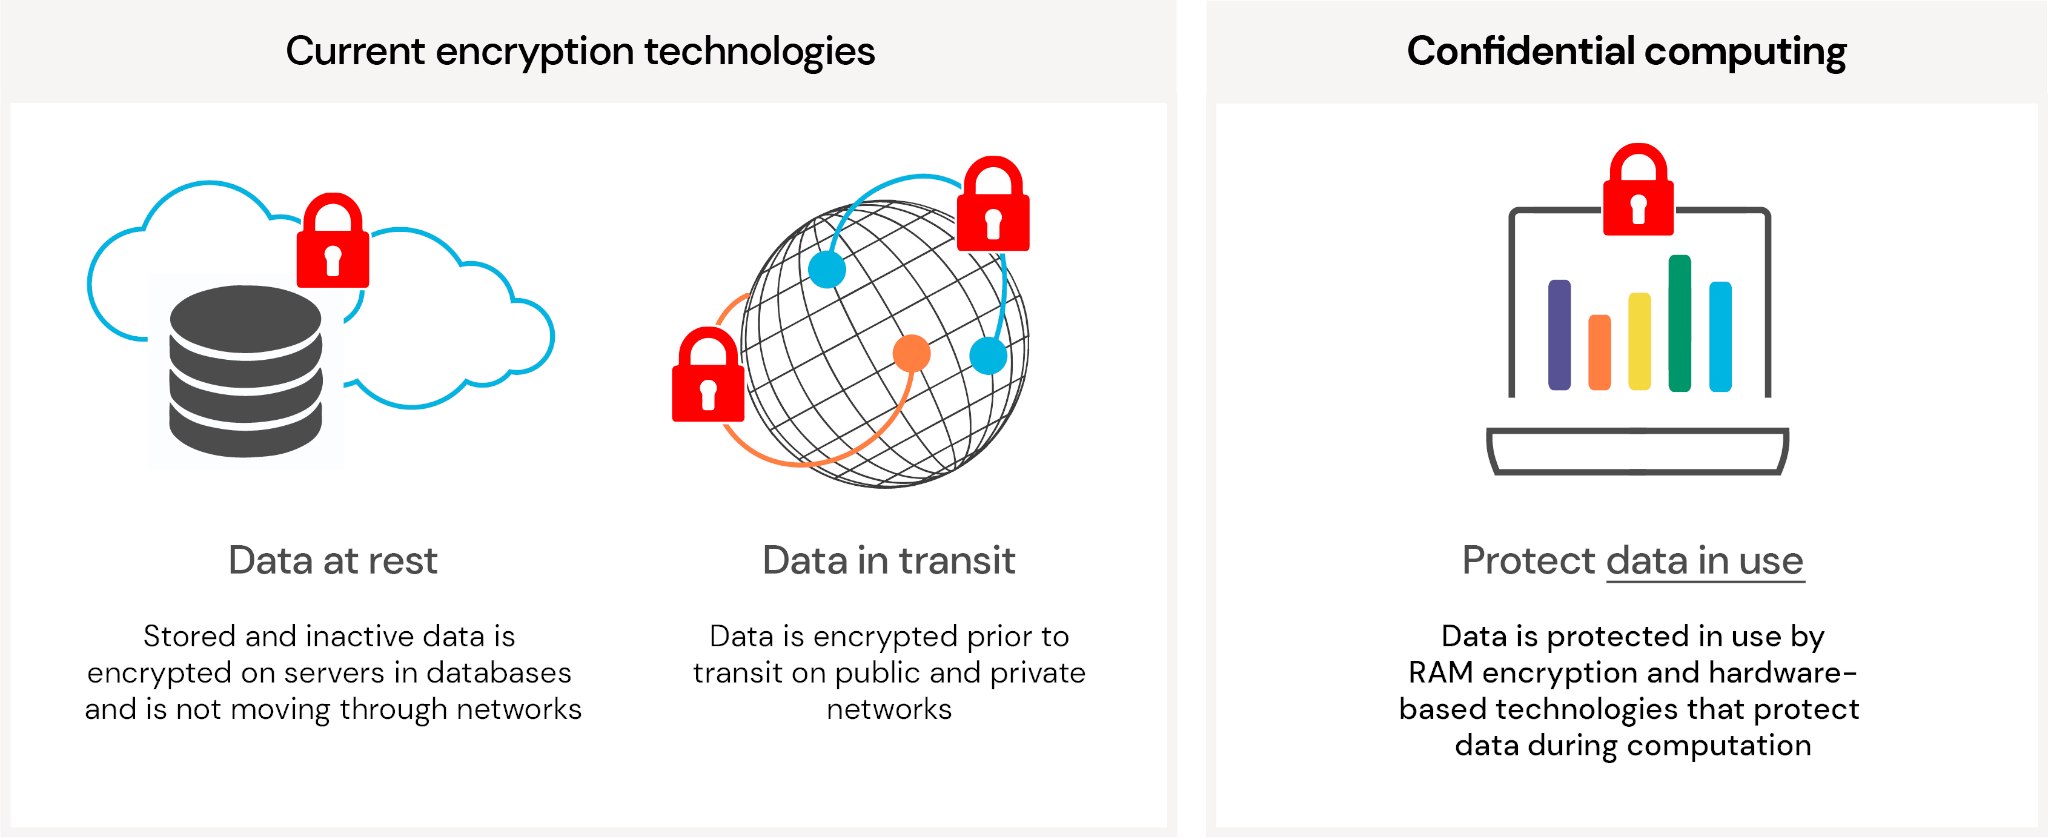 Current encryption technologies
Data at rest
Stored and inactive data is
encrypted on servers in databases
and is not moving through networks
Data in transit
Data is encrypted prior to
transit on public and private
networks
Confidential computing
Protect data in use
Data is protected in use by
RAM encryption and hardware-
based technologies that protect
data during computation